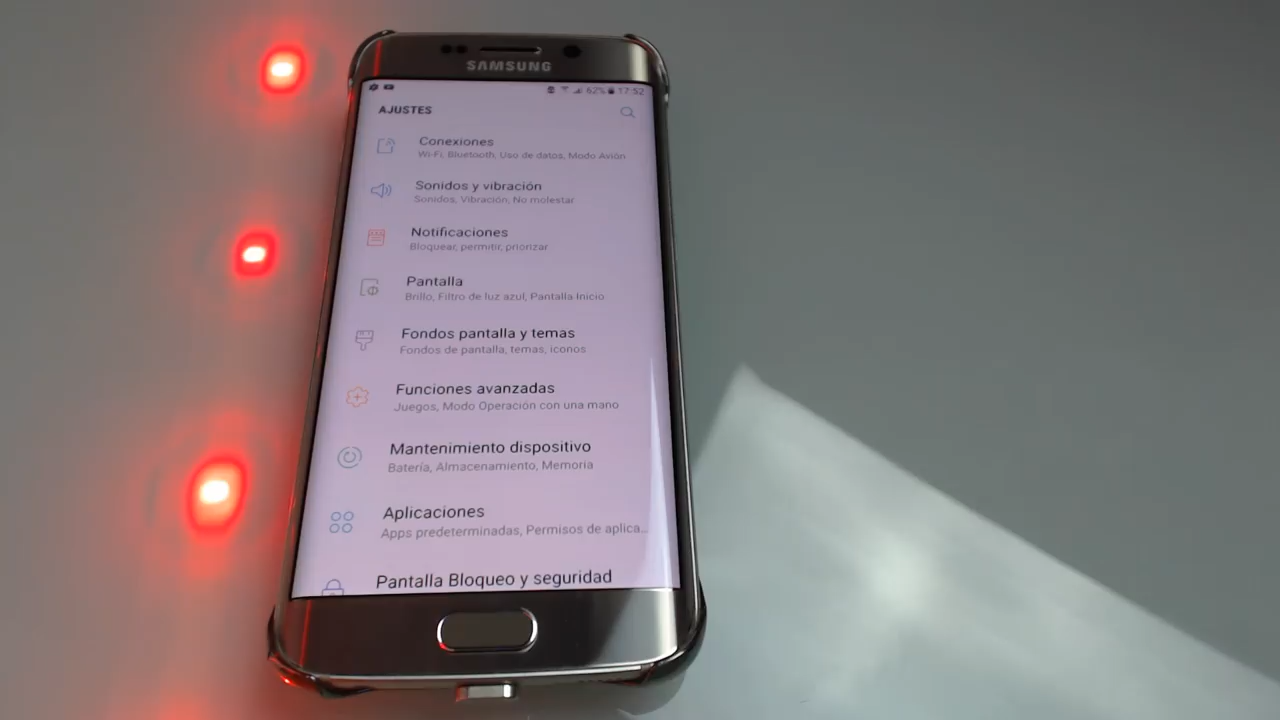 SAMSUNG
62% 17:52
AJUSTES
Conexiones
Wi-Fi, Bluetooth, Uso de datos, Modo Avión
Sonidos y vibración
Sonidos, Vibración, No molestar
Notificaciones
Bloquear, permitir, priorizar
Pantalla
Brillo, Filtro de luz azul, Pantalla Inicio
Fondos pantalla y temas
Fondos de pantalla, temas, iconos
Funciones avanzadas
Juegos, Modo Operación con una mano
Mantenimiento dispositivo
Batería, Almacenamiento, Memoria
Aplicaciones
Apps predeterminadas, Permisos de aplica...
Pantalla Bloqueo y seguridad